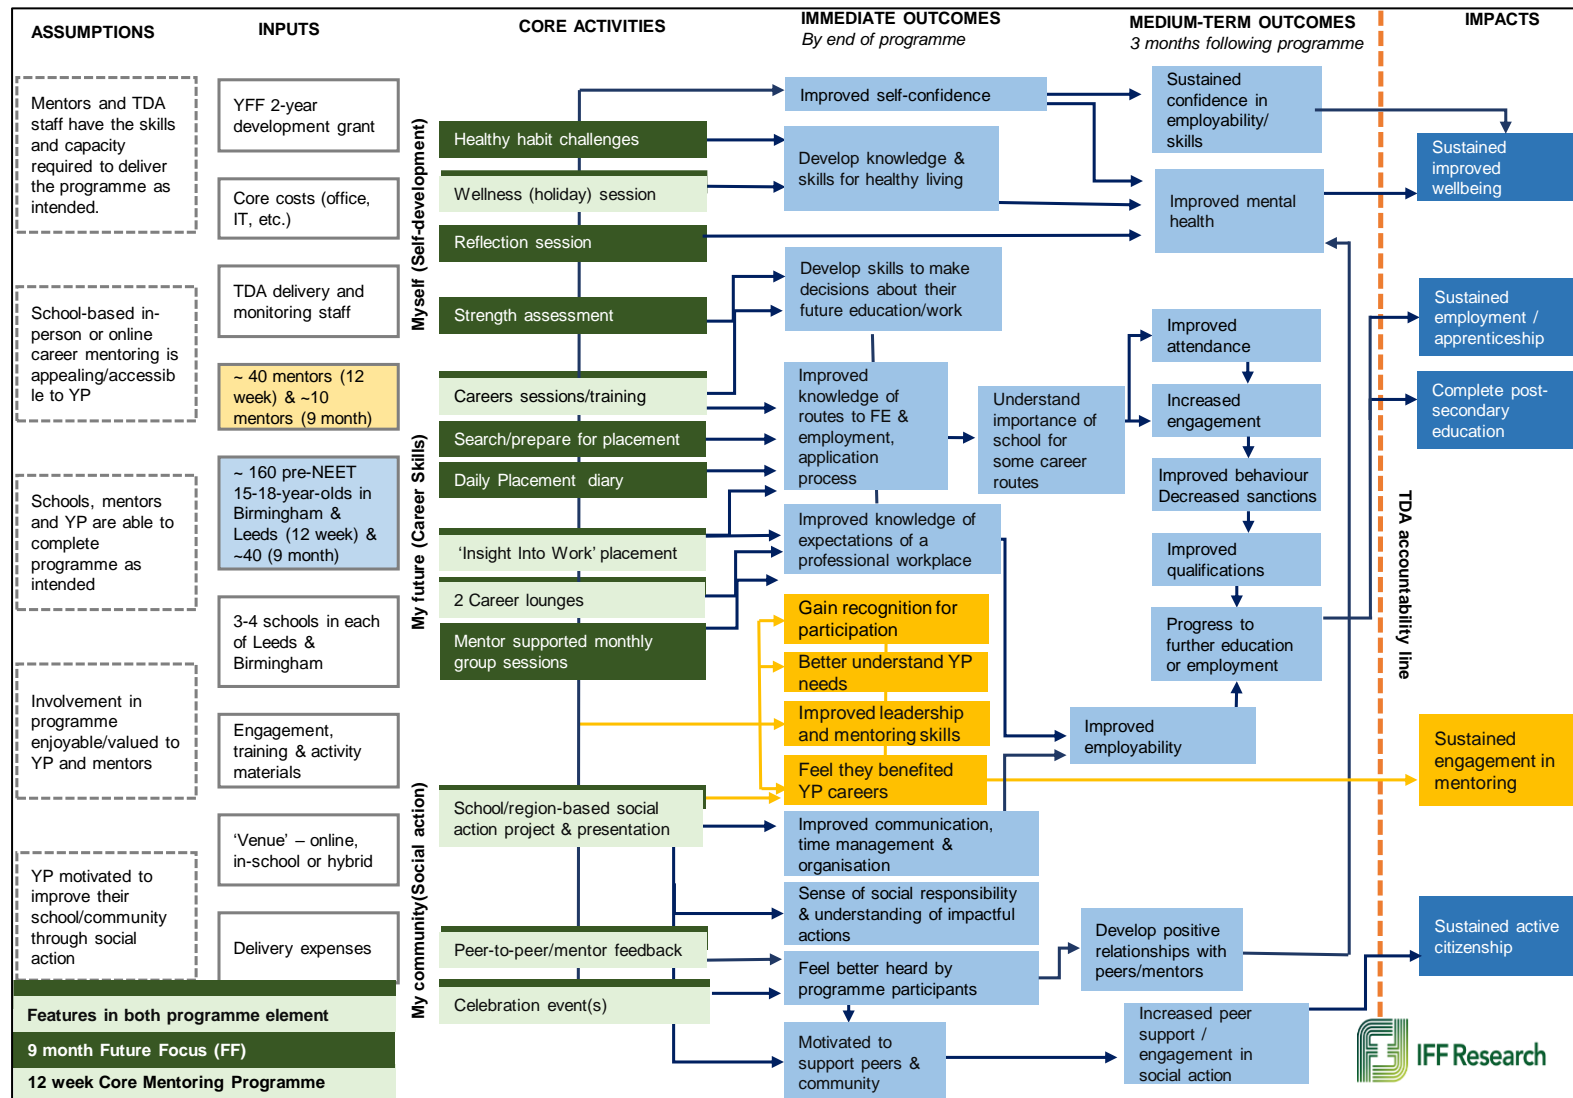 ASSUMPTIONS
INPUTS
CORE ACTIVITIES
IMMEDIATE OUTCOMES
By end of programme
MEDIUM-TERM OUTCOMES
3 months following programme
IMPACTS
Mentors and TDA
staff have the skills
and capacity
required to deliver
the programme as
intended.
School-based in-
person or online
career mentoring is
appealing/accessib
le to YP
Schools, mentors
and YP are able to
complete
programme as
intended
Involvement in
programme
enjoyable/valued to
YP and mentors
YP motivated to
improve their
school/community
through social
action
YFF 2-year
development grant
Core costs (office,
IT, etc.)
TDA delivery and
monitoring staff
~ 40 mentors (12
week) & ~10
mentors (9 month)
~ 160 pre-NEET
15-18-year-olds in
Birmingham &
Leeds (12 week) &
~40 (9 month)
3-4 schools in each
of Leeds &
Birmingham
Engagement,
training & activity
materials
‘Venue’ – online,
in-school or hybrid
Delivery expenses
Myself (Self-development)
My future (Career Skills)
My community(Social action)
Healthy habit challenges
Wellness (holiday) session
Reflection session
Strength assessment
Careers sessions/training
Search/prepare for placement
Daily Placement diary
‘Insight Into Work’ placement
2 Career lounges
Mentor supported monthly
group sessions
School/region-based social
action project & presentation
Peer-to-peer/mentor feedback
Celebration event(s)
Improved self-confidence
Develop knowledge &
skills for healthy living
Develop skills to make
decisions about their
future education/work
Improved
knowledge of
routes to FE &
employment,
application
process
Understand
importance of
school for
some career
routes
Improved knowledge of
expectations of a
professional workplace
Gain recognition for
participation
Better understand YP
needs
Improved leadership
and mentoring skills
Feel they benefited
YP careers
Improved communication,
time management &
organisation
Sense of social responsibility
& understanding of impactful
actions
Feel better heard by
programme participants
Motivated to
support peers &
community
Sustained
confidence in
employability/
skills
Improved mental
health
Improved
attendance
Increased
engagement
Improved behaviour
Decreased sanctions
Improved
qualifications
Progress to
further education
or employment
Improved
employability
Develop positive
relationships with
peers/mentors
Increased peer
support /
engagement in
social action
TDA accountability line
Sustained
improved
wellbeing
Sustained
employment /
apprenticeship
Complete post-
secondary
education
Sustained
engagement in
mentoring
Sustained active
citizenship
Features in both programme element
9 month Future Focus (FF)
12 week Core Mentoring Programme
IFF Research